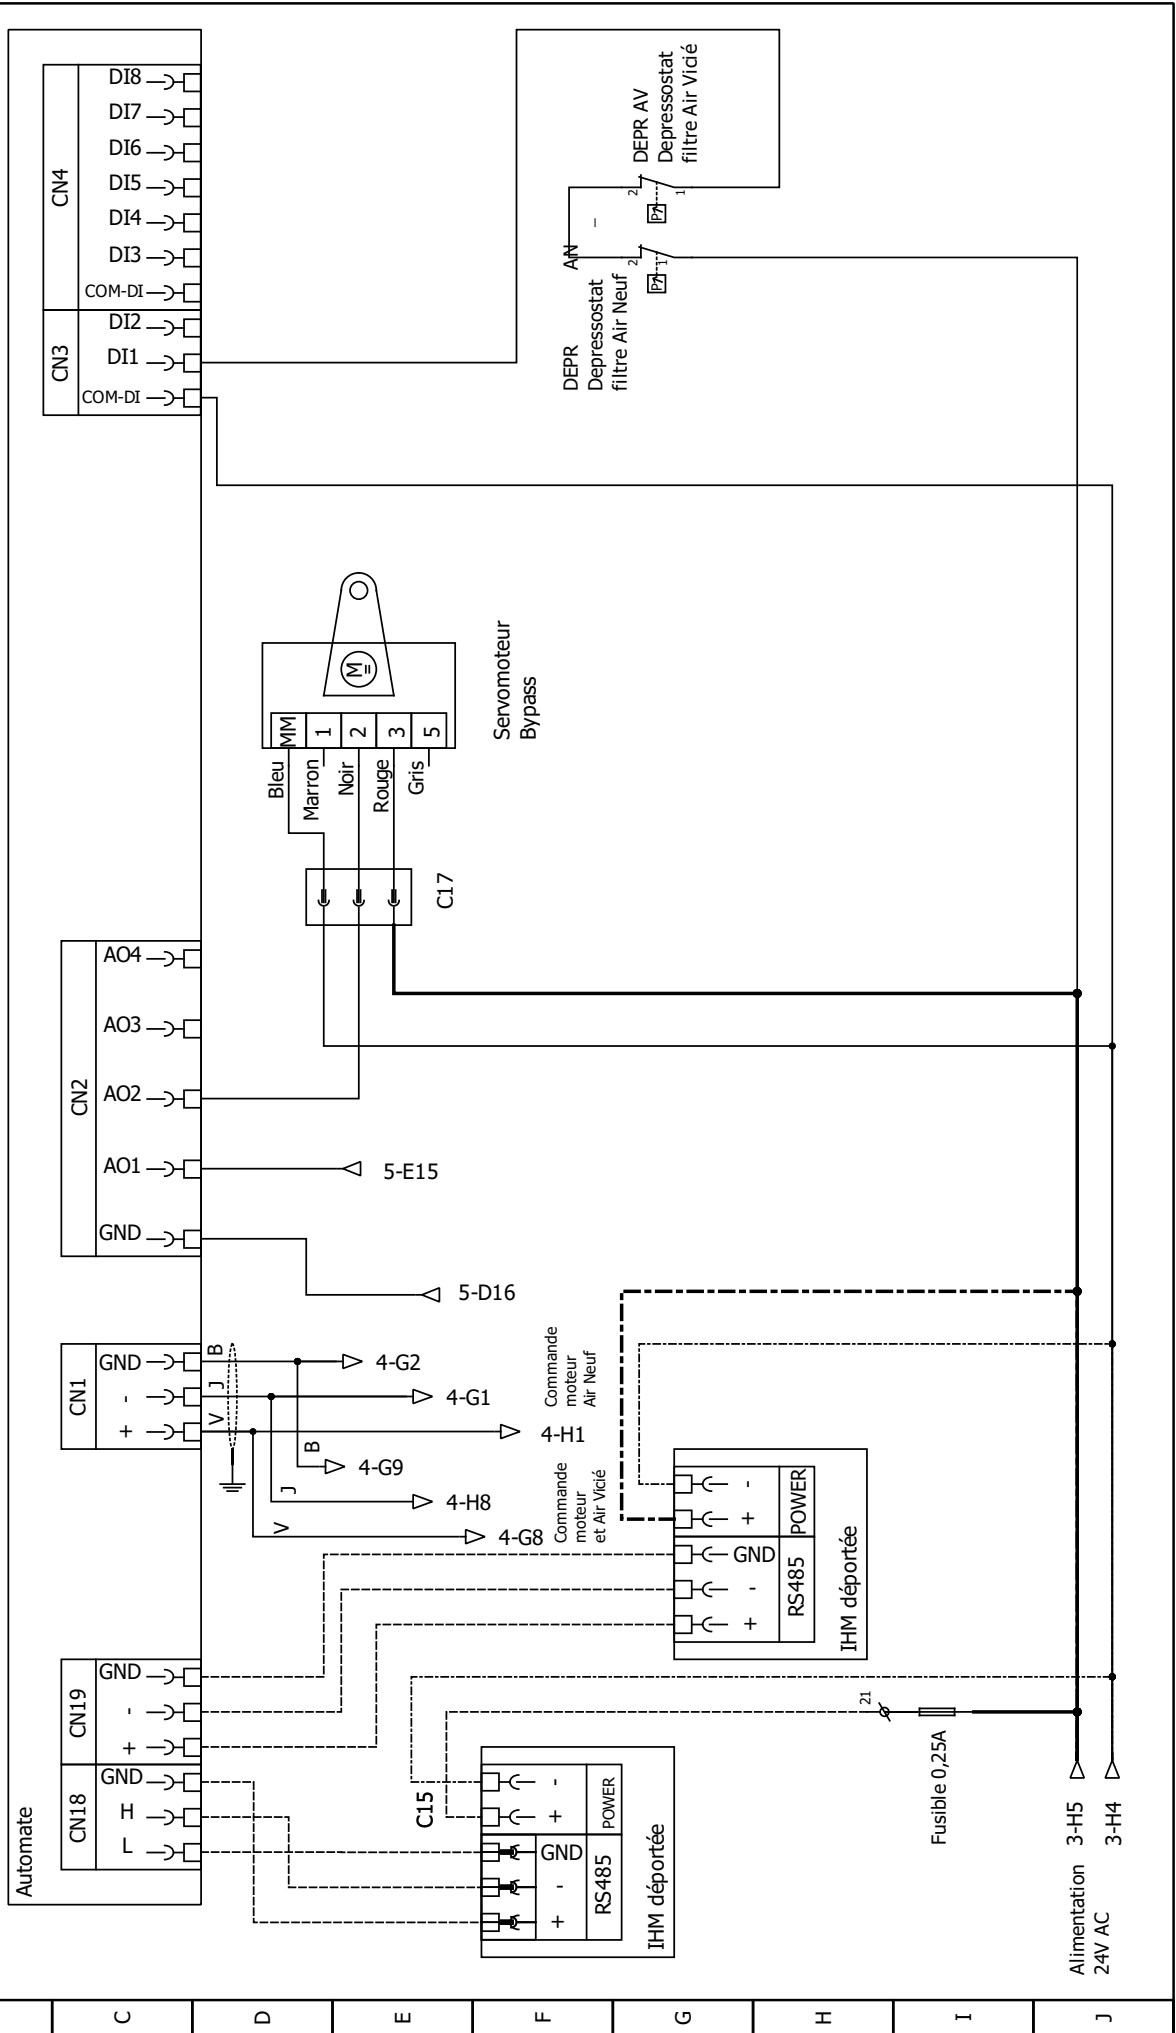 Automate
CN18
L
H
GND
CN19
+
-
GND
CN1
+
-
GND
V
J
B
CN2
GND
AO1
AO2
AO3
AO4
CN3
COM-DI
DI1
DI2
CN4
COM-DI
DI3
DI4
DI5
DI6
DI7
DI8
V
J
B
4-G2
4-G1
4-H1
4-G9
4-H8
4-G8
Commande
moteur
Air Neuf
Commande
moteur
et Air Vicié
5-D16
5-E15
C17
Bleu
Marron
Noir
Rouge
Gris
MM
1
2
3
5
M
=
Servomoteur
Bypass
DEPR
AN
Depressostat
filtre Air Neuf
2
1
P
DEPR AV
Depressostat
filtre Air Vicié
2
1
P
C15
+
-
GND
+
-
RS485
POWER
IHM déportée
+
-
GND
+
-
RS485
POWER
IHM déportée
21
Fusible 0,25A
Alimentation
24V AC
3-H5
3-H4
C
D
E
F
G
H
I
J